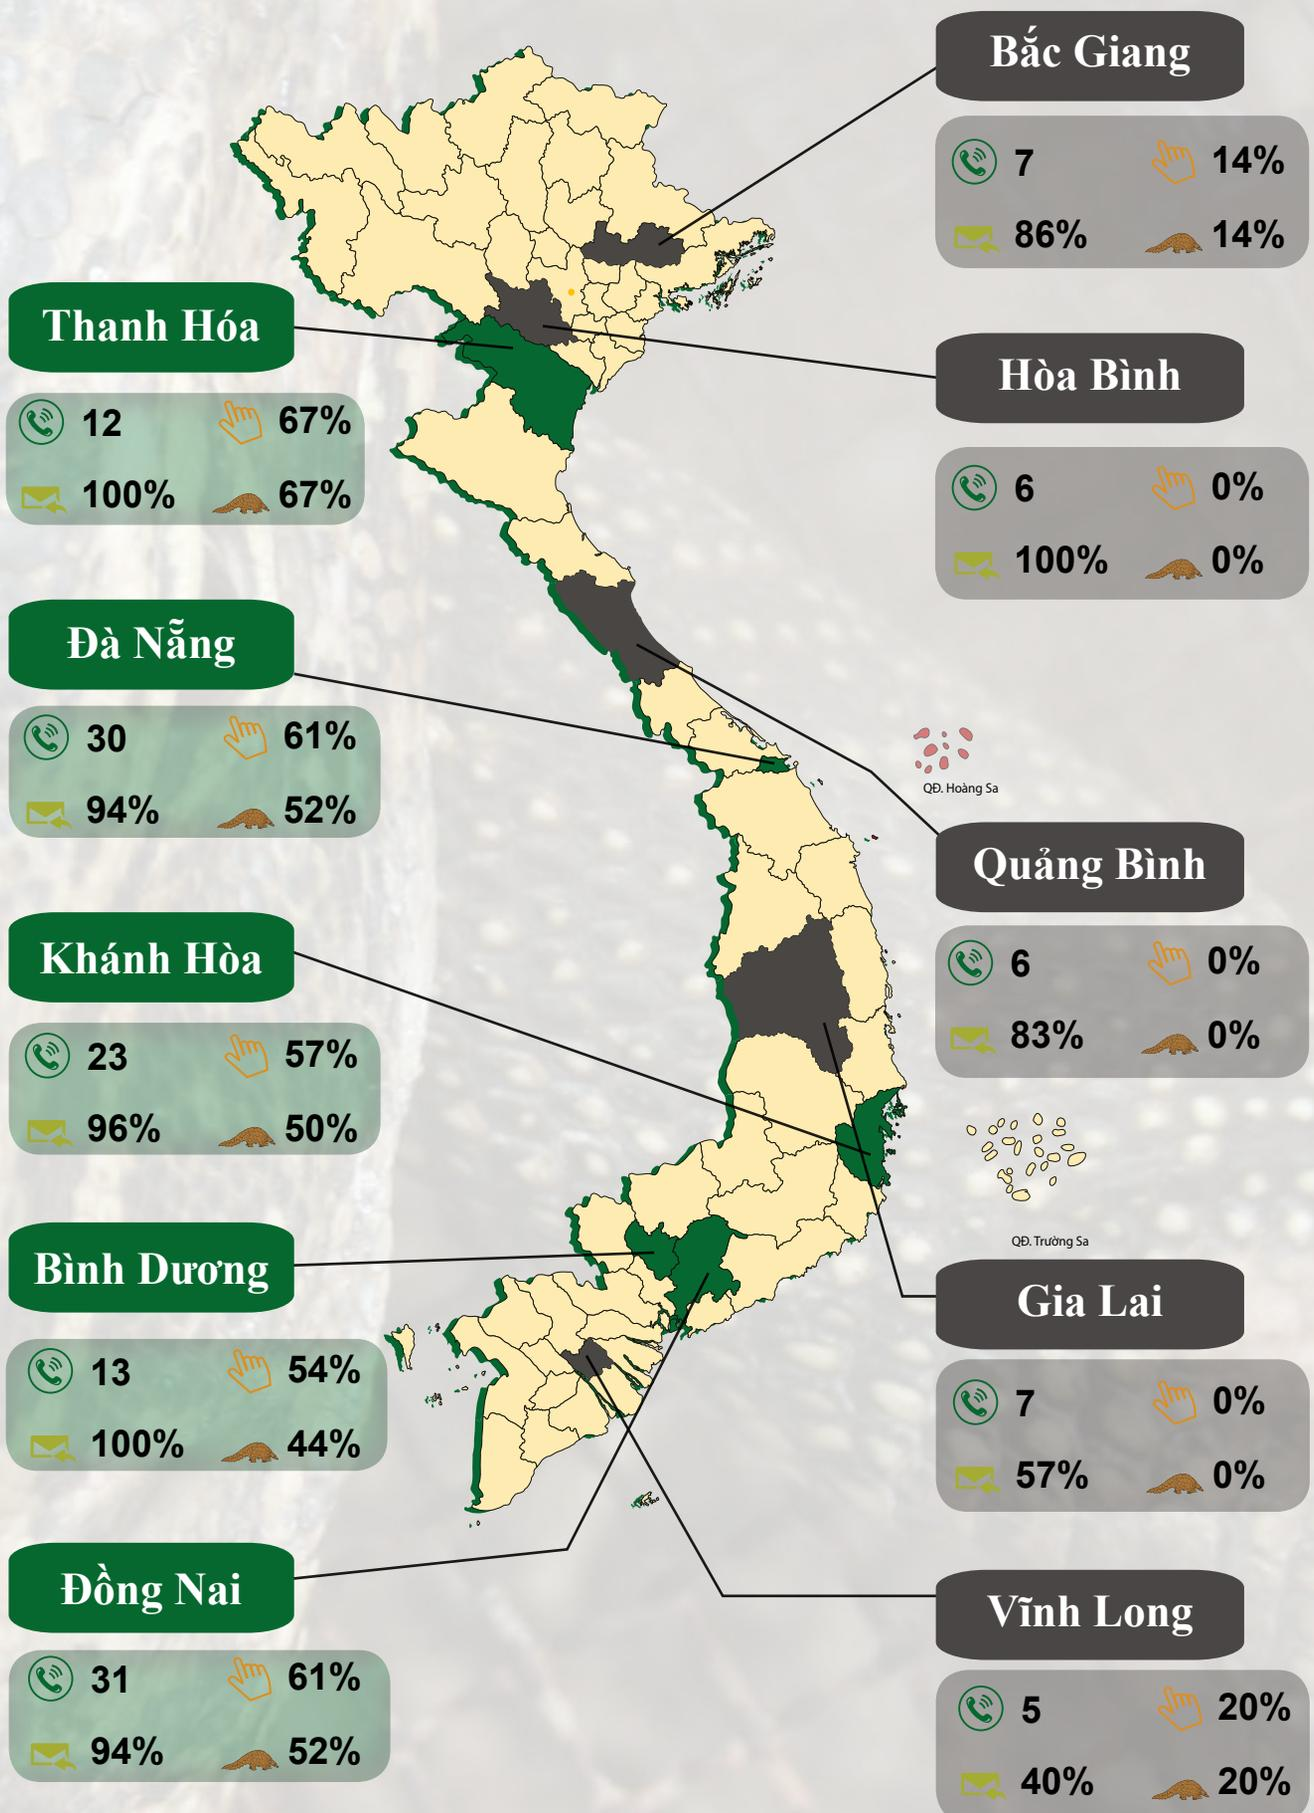 Bắc Giang
7 14%
86% 14%
Thanh Hóa
12 67%
100% 67%
Hòa Bình
6 0%
100% 0%
Đà Nẵng
30 61%
94% 52%
QĐ. Hoàng Sa
Quảng Bình
6 0%
83% 0%
Khánh Hòa
23 57%
96% 50%
QĐ. Trường Sa
Bình Dương
13 54%
100% 44%
Gia Lai
7 0%
57% 0%
Đồng Nai
31 61%
94% 52%
Vĩnh Long
5 20%
40% 20%